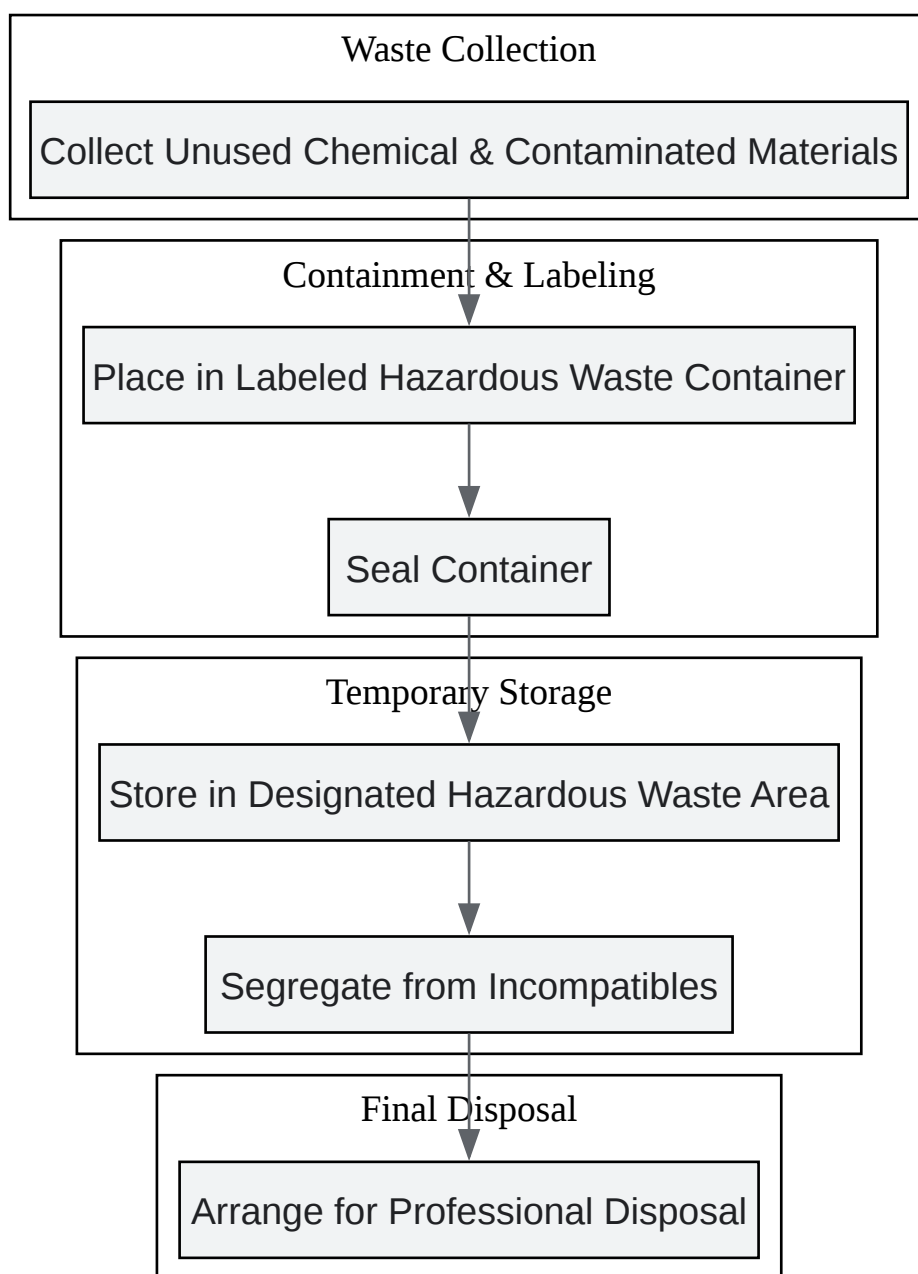 Waste Collection
Collect Unused Chemical & Contaminated Materials
Containment & Labeling
Place in Labeled Hazardous Waste Container
Seal Container
Temporary Storage
Store in Designated Hazardous Waste Area
Segregate from Incompatibles
Final Disposal
Arrange for Professional Disposal